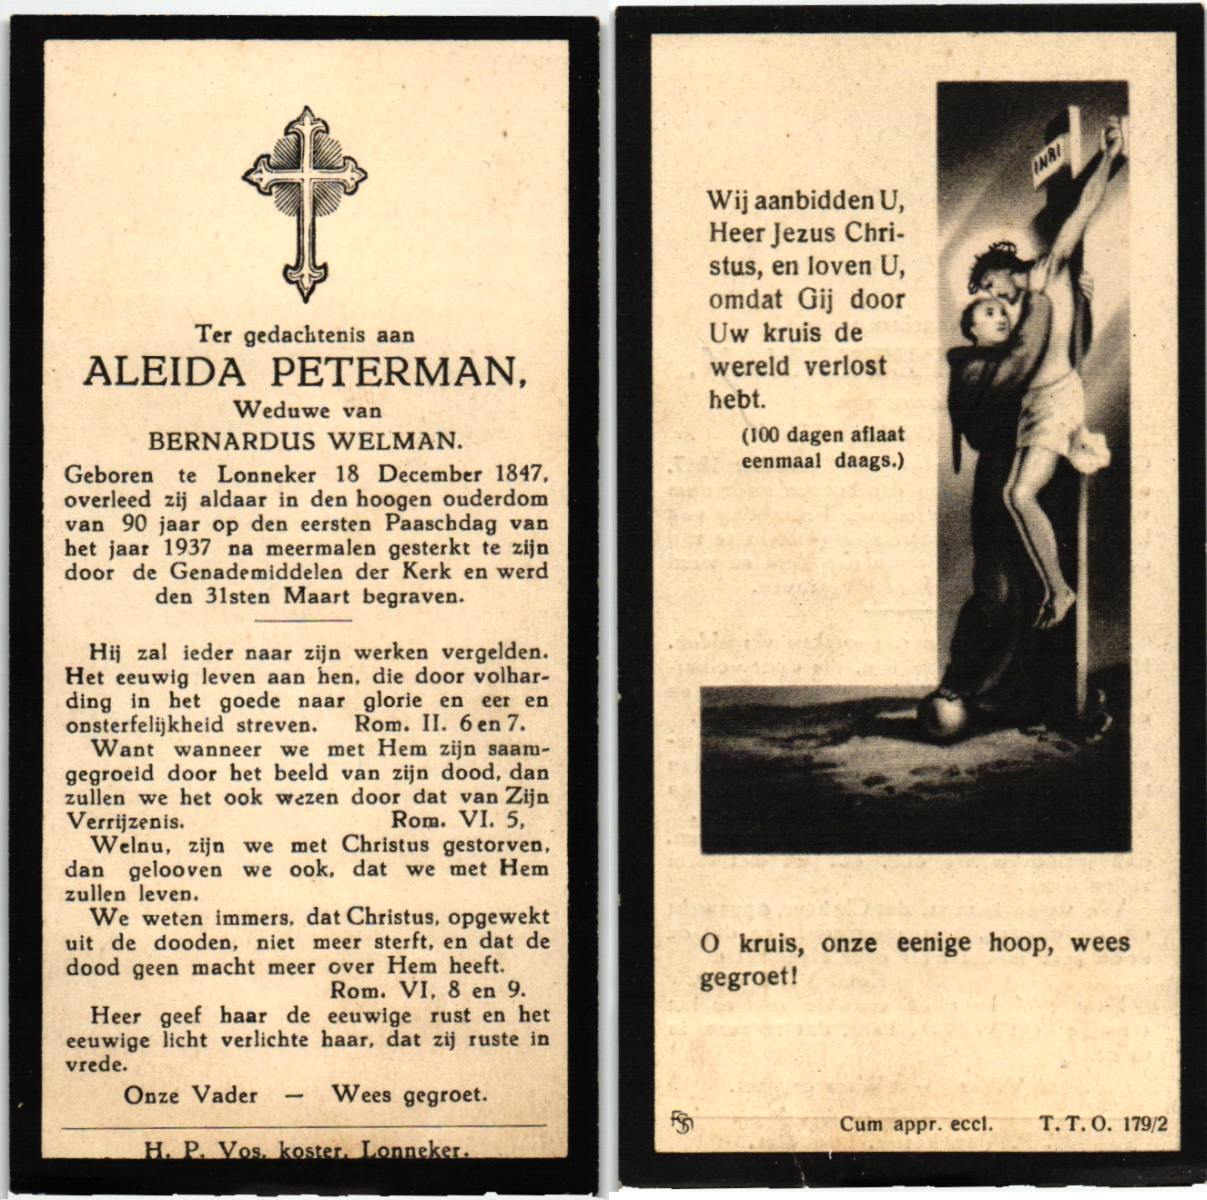 Ter gedachtenis aan
ALEIDA PETERMAN,
Weduwe van
BERNARDUS WELMAN.
Geboren te Lonneker 18 December 1847,
overleed zij aldaar in den hoogen ouderdom
van 90 jaar op den eersten Paaschdag van
het jaar 1937 na meermalen gesterkt te zijn
door de Genademiddelen der Kerk en werd
den 31sten Maart begraven.
Hij zal ieder naar zijn werken vergelden.
Het eeuwig leven aan hen, die door volhar-
ding in het goede naar glorie en eer en
onsterfelijkheid streven. Rom. II. 6 en 7.
Want wanneer we met Hem zijn saam-
gegroeid door het beeld van zijn dood, dan
zullen we het ook wezen door dat van Zijn
Verrijzenis. Rom. VI. 5,
Welnu, zijn we met Christus gestorven,
dan gelooven we ook, dat we met Hem
zullen leven.
We weten immers, dat Christus, opgewekt
uit de dooden, niet meer sterft, en dat de
dood geen macht meer over Hem heeft.
Rom. VI, 8 en 9.
Heer geef haar de eeuwige rust en het
eeuwige licht verlichte haar, dat zij ruste in
vrede.
Onze Vader — Wees gegroet.
H. P. Vos, koster, Lonneker.
INRI
Wij aanbidden U,
Heer Jezus Chri-
stus, en loven U,
omdat Gij door
Uw kruis de
wereld verlost
hebt.
(100 dagen aflaat
eenmaal daags.)
O kruis, onze eenige hoop, wees
gegroet!
Cum appr. eccl. T. T. O. 179/2